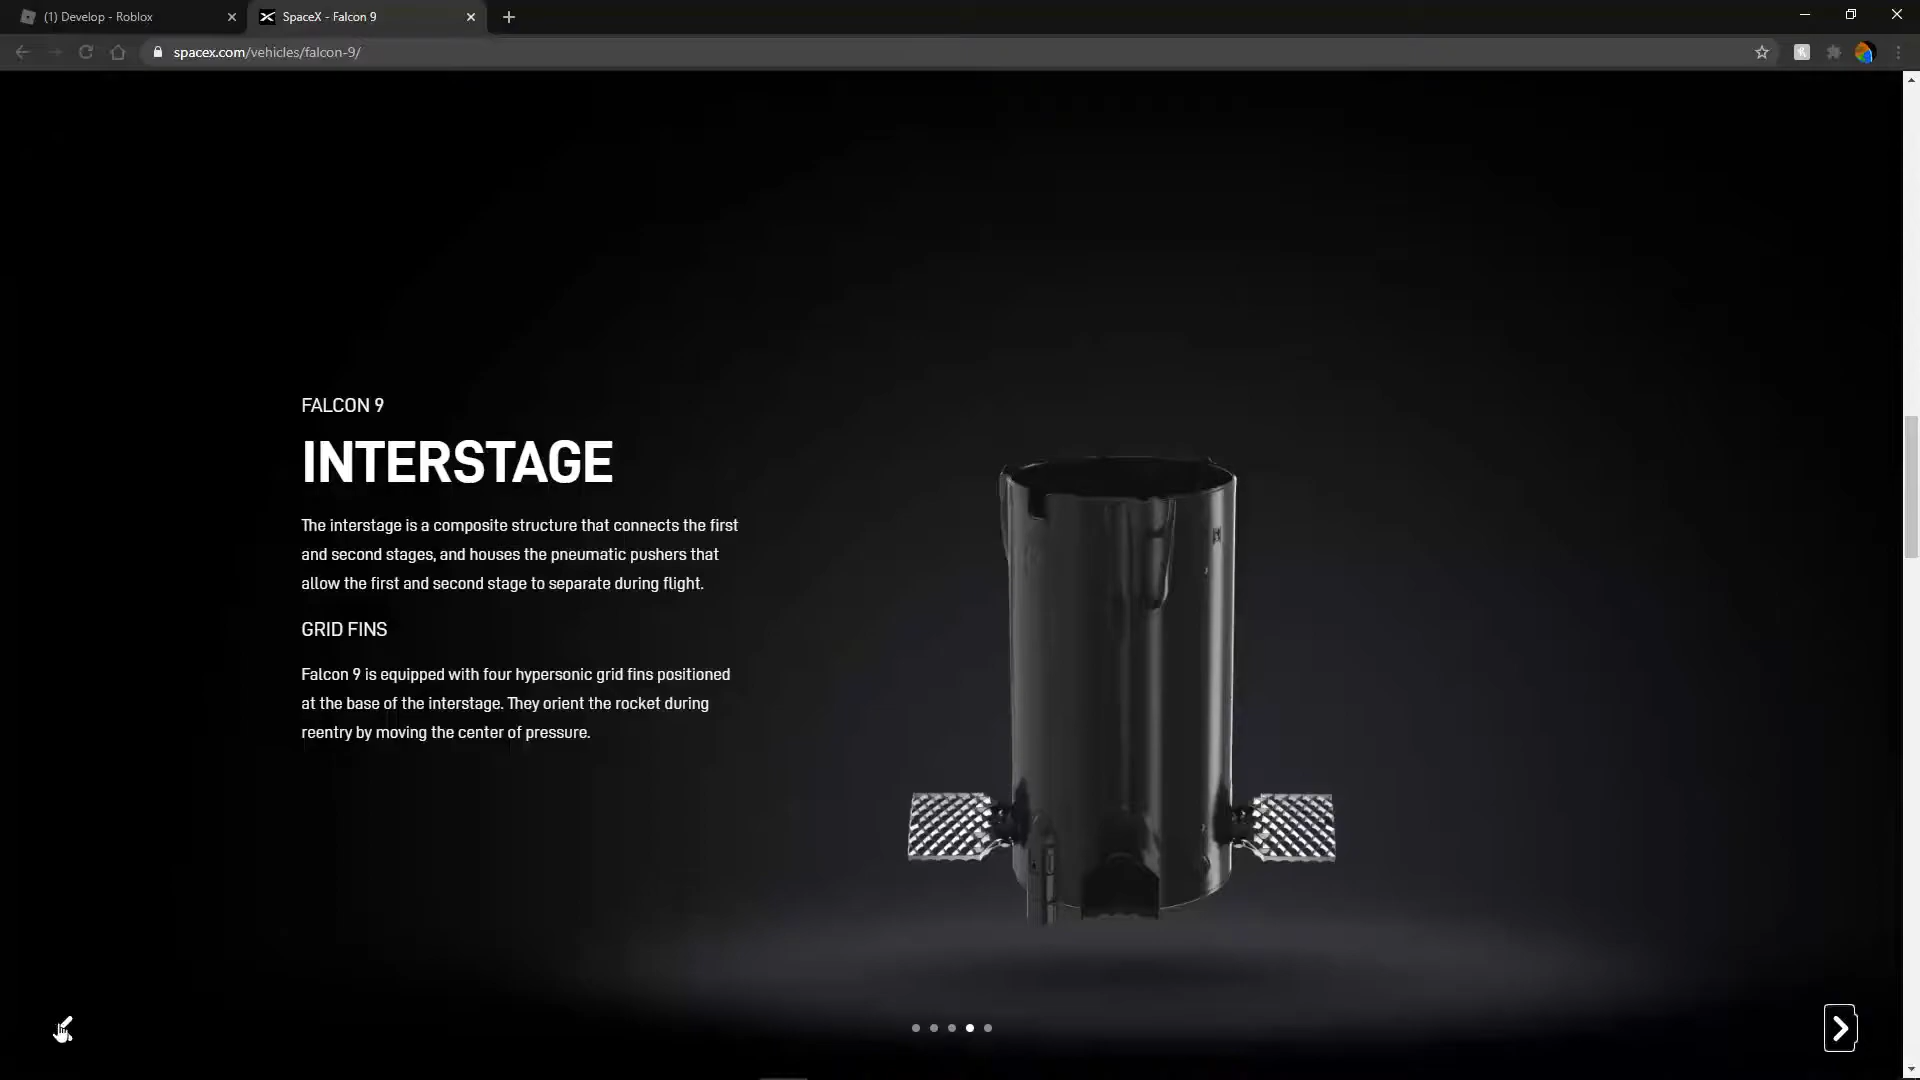 (1) Develop - Roblox
SpaceX - Falcon 9
spacex.com/vehicles/falcon-9/
FALCON 9
INTERSTAGE
The interstage is a composite structure that connects the first
and second stages, and houses the pneumatic pushers that
allow the first and second stage to separate during flight.
GRID FINS
Falcon 9 is equipped with four hypersonic grid fins positioned
at the base of the interstage. They orient the rocket during
reentry by moving the center of pressure.